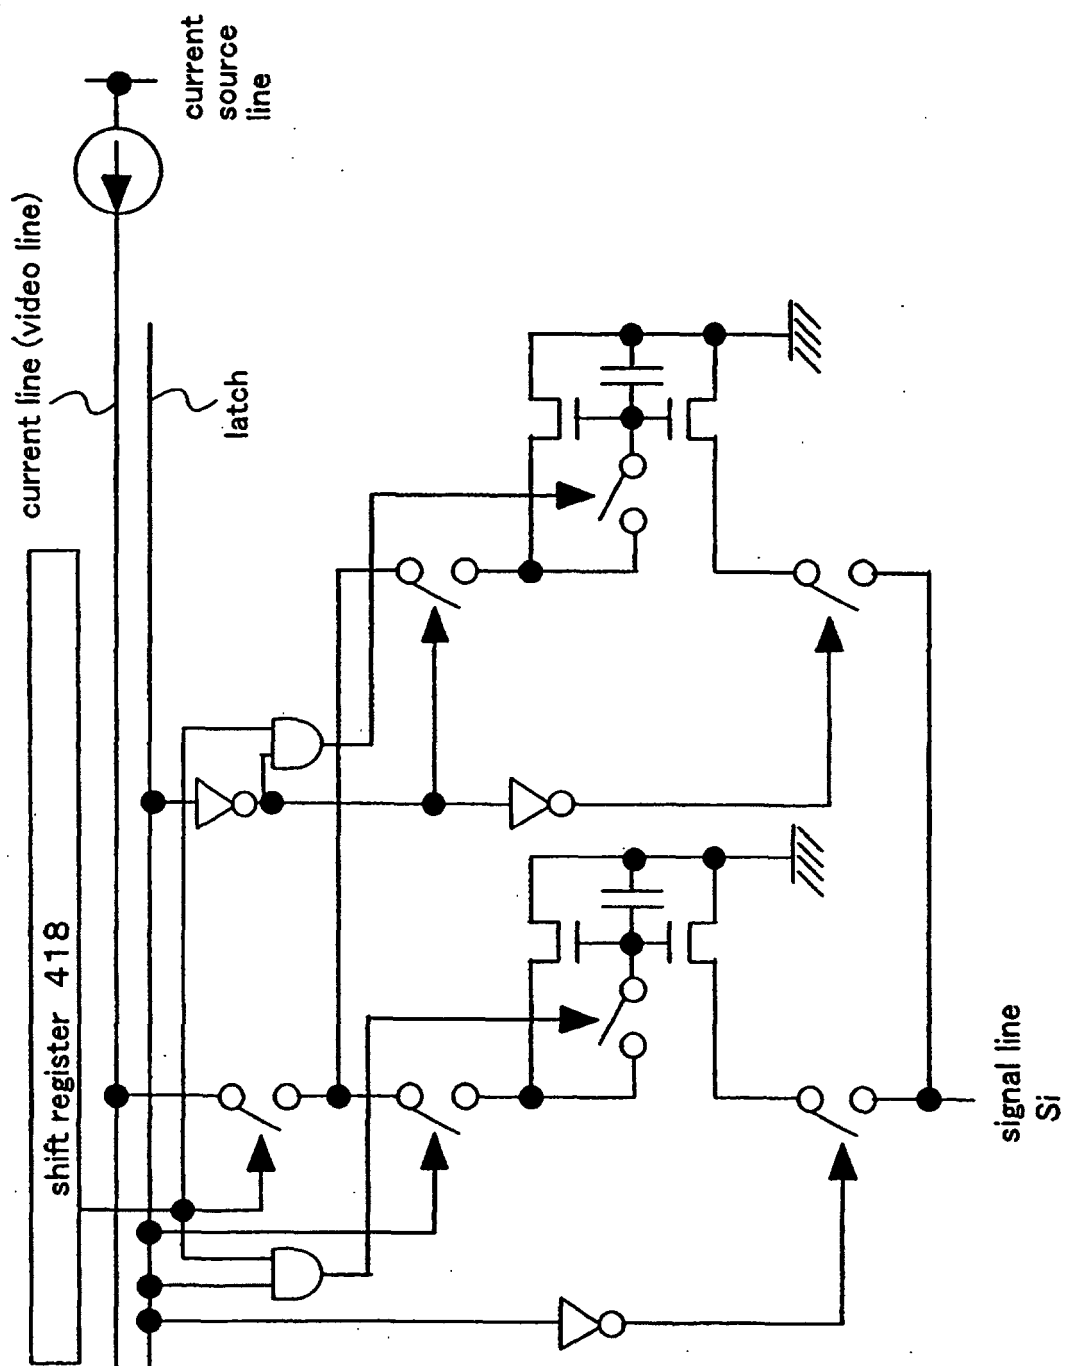 shift register 418
current line (video line)
current
source
line
latch
signal line
Si